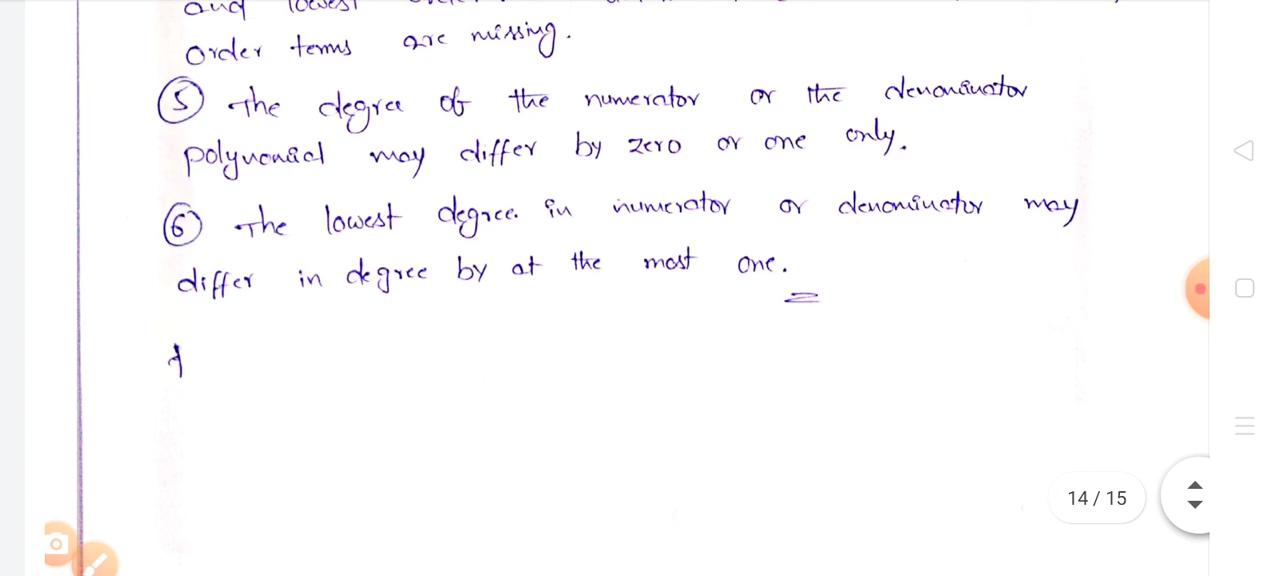 and lowest
order terms are missing.
⑤ The degree of the numerator or the denominator
polynomial may differ by zero or one only.
⑥ The lowest degree in numerator or denominator may
differ in degree by at the most one.
14 / 15